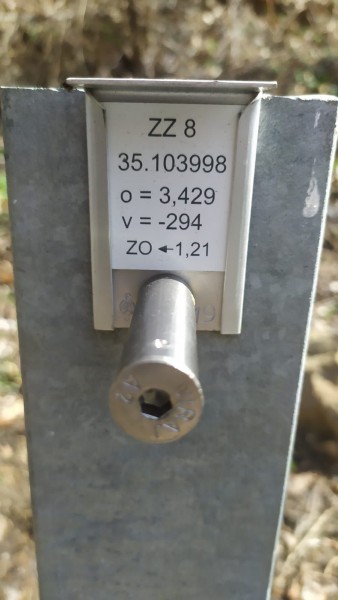 ZZ 8
35.103998
o = 3,429
v = -294
ZO ←1,21